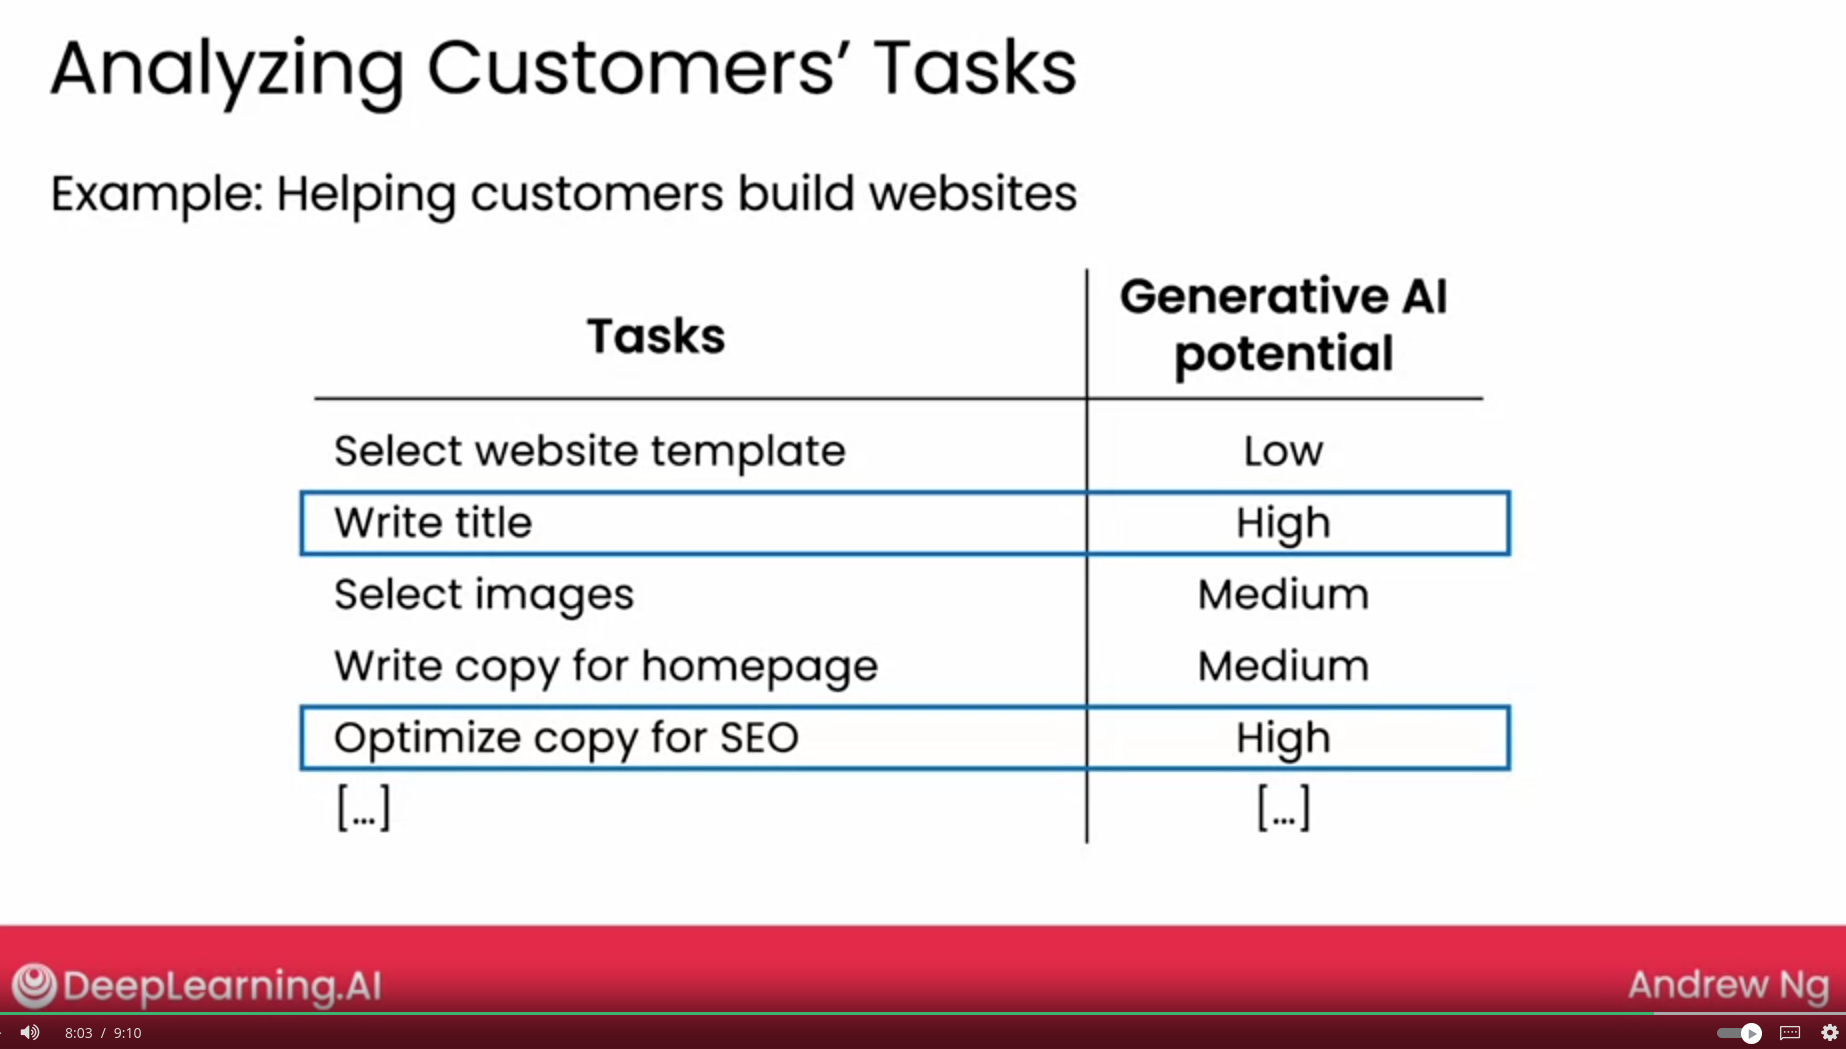 Analyzing Customers’ Tasks
Example: Helping customers build websites
Tasks
Generative AI
potential
Select website template Low
Write title High
Select images Medium
Write copy for homepage Medium
Optimize copy for SEO High
[...] [...]
DeepLearning.AI Andrew Ng
8:03 / 9:10